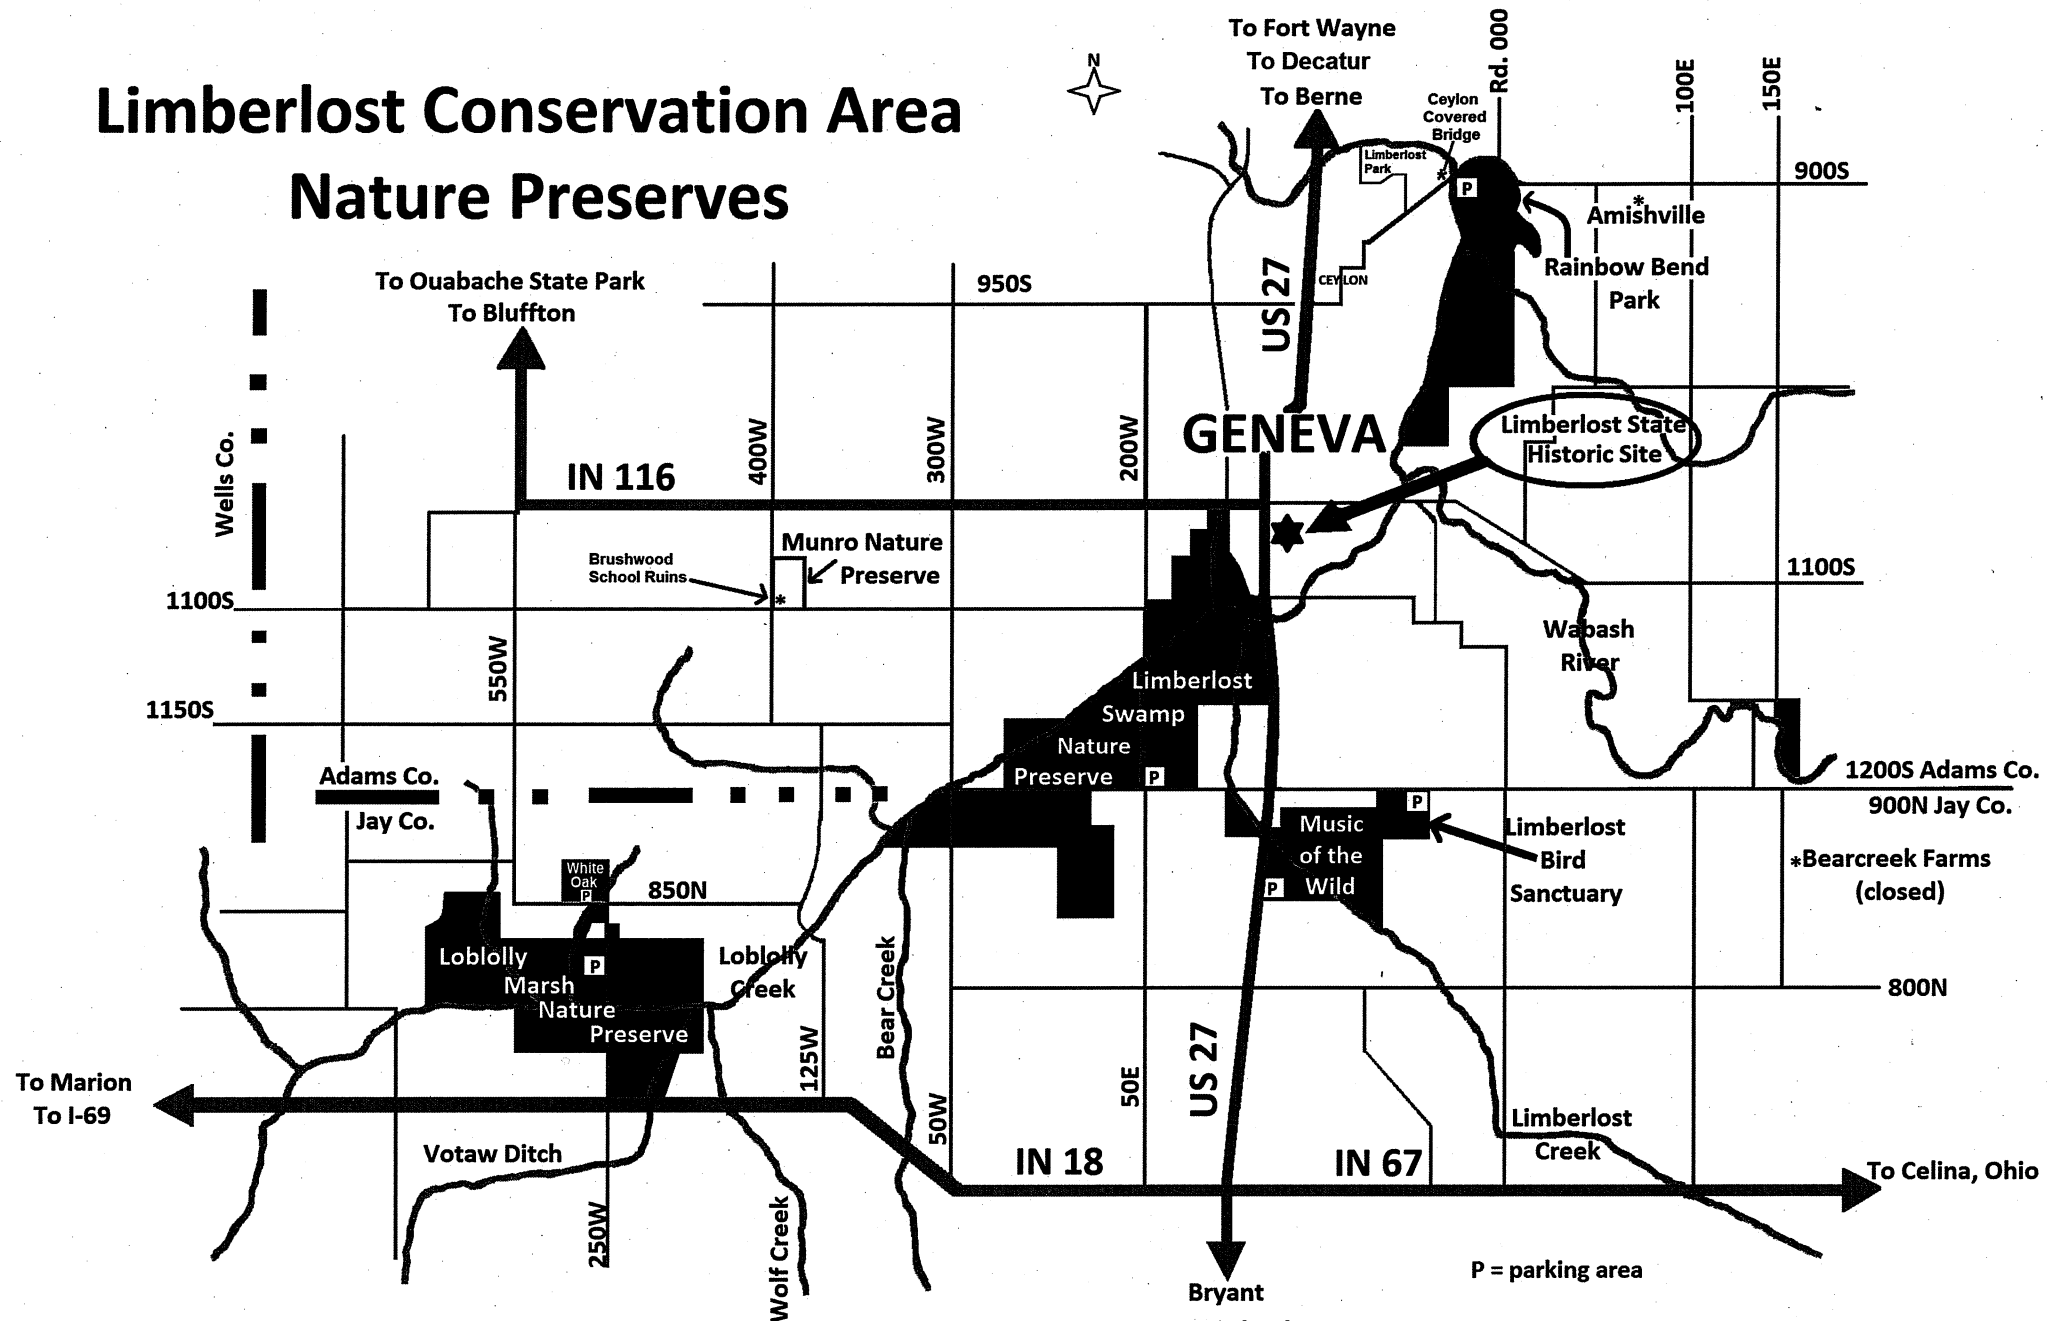 Limberlost Conservation Area
Nature Preserves
N
To Fort Wayne
To Decatur
To Berne
Ceylon
Covered
Bridge
Rd. 000
100E
150E
Limberlost
Park
P
900S
*
Amishville
Rainbow Bend
Park
CEYLON
US 27
To Ouabache State Park
To Bluffton
950S
Wells Co.
IN 116
400W
300W
200W
GENEVA
Limberlost State
Historic Site
Brushwood
School Ruins
*
Munro Nature
Preserve
1100S
1100S
Wabash
River
550W
1150S
Limberlost
Swamp
Nature
Preserve
P
Adams Co.
Jay Co.
1200S Adams Co.
900N Jay Co.
White
Oak
P
850N
Music
of the
Wild
P
P
Limberlost
Bird
Sanctuary
*Bearcreek Farms
(closed)
Loblolly
Marsh
Nature
Preserve
P
Loblolly
Creek
Bear Creek
800N
125W
50W
50E
US 27
To Marion
To I-69
Votaw Ditch
250W
Wolf Creek
IN 18
IN 67
Limberlost
Creek
To Celina, Ohio
P = parking area
Bryant